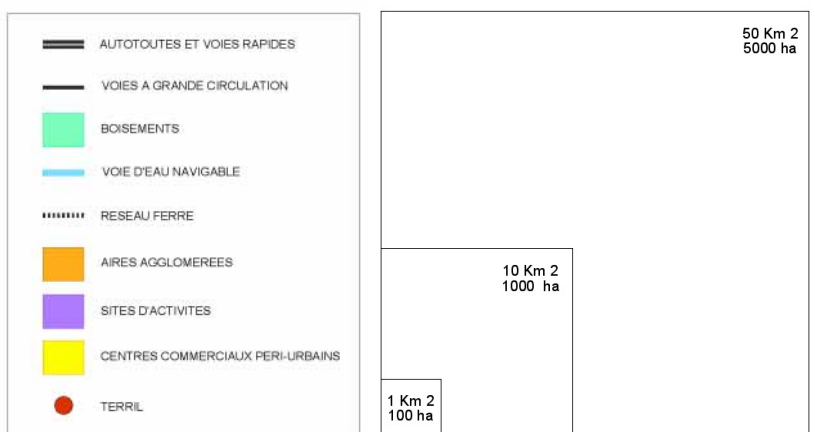 AUTOTOUTES ET VOIES RAPIDES
VOIES A GRANDE CIRCULATION
BOISEMENTS
VOIE D'EAU NAVIGABLE
RESEAU FERRE
AIRES AGGLOMEREES
SITES D'ACTIVITES
CENTRES COMMERCIAUX PERI-URBAINS
TERRIL
50 Km 2
5000 ha
10 Km 2
1000 ha
1 Km 2
100 ha